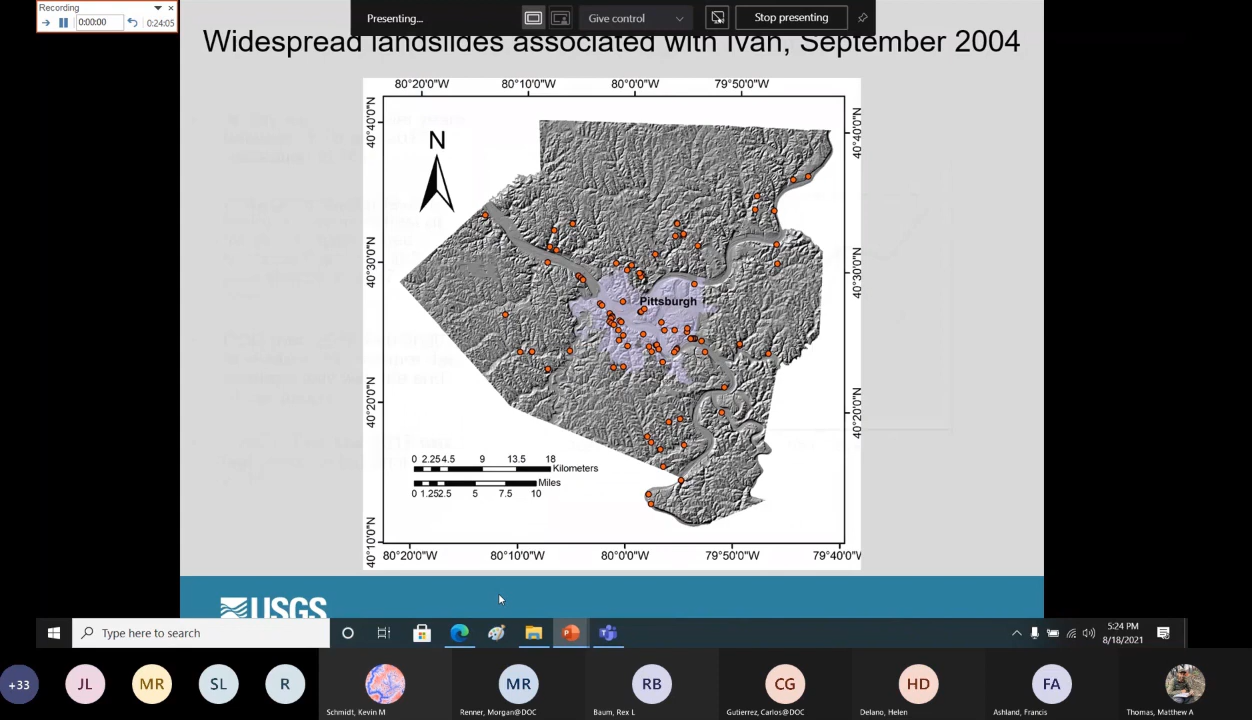 Recording
0:00:00
0:24:05
Presenting...
Give control
Stop presenting
Widespread landslides associated with Ivan, September 2004
80°20'0"W 80°10'0"W 80°0'0"W 79°50'0"W
40°40'0"N
40°40'0"N
N
40°30'0"N
40°30'0"N
Pittsburgh
40°20'0"N
40°20'0"N
0 2.25 4.5 9 13.5 18
Kilometers
Miles
0 1.25 2.5 5 7.5 10
40°10'0"N
80°20'0"W 80°10'0"W 80°0'0"W 79°50'0"W 79°40'0"W
USGS
Type here to search
5:24 PM
8/18/2021
+33
JL
MR
SL
R
MR
RB
CG
HD
FA
Schmidt, Kevin M
Renner, Morgan@DOC
Baum, Rex L
Gutierrez, Carlos@DOC
Delano, Helen
Ashland, Francis
Thomas, Matthew A